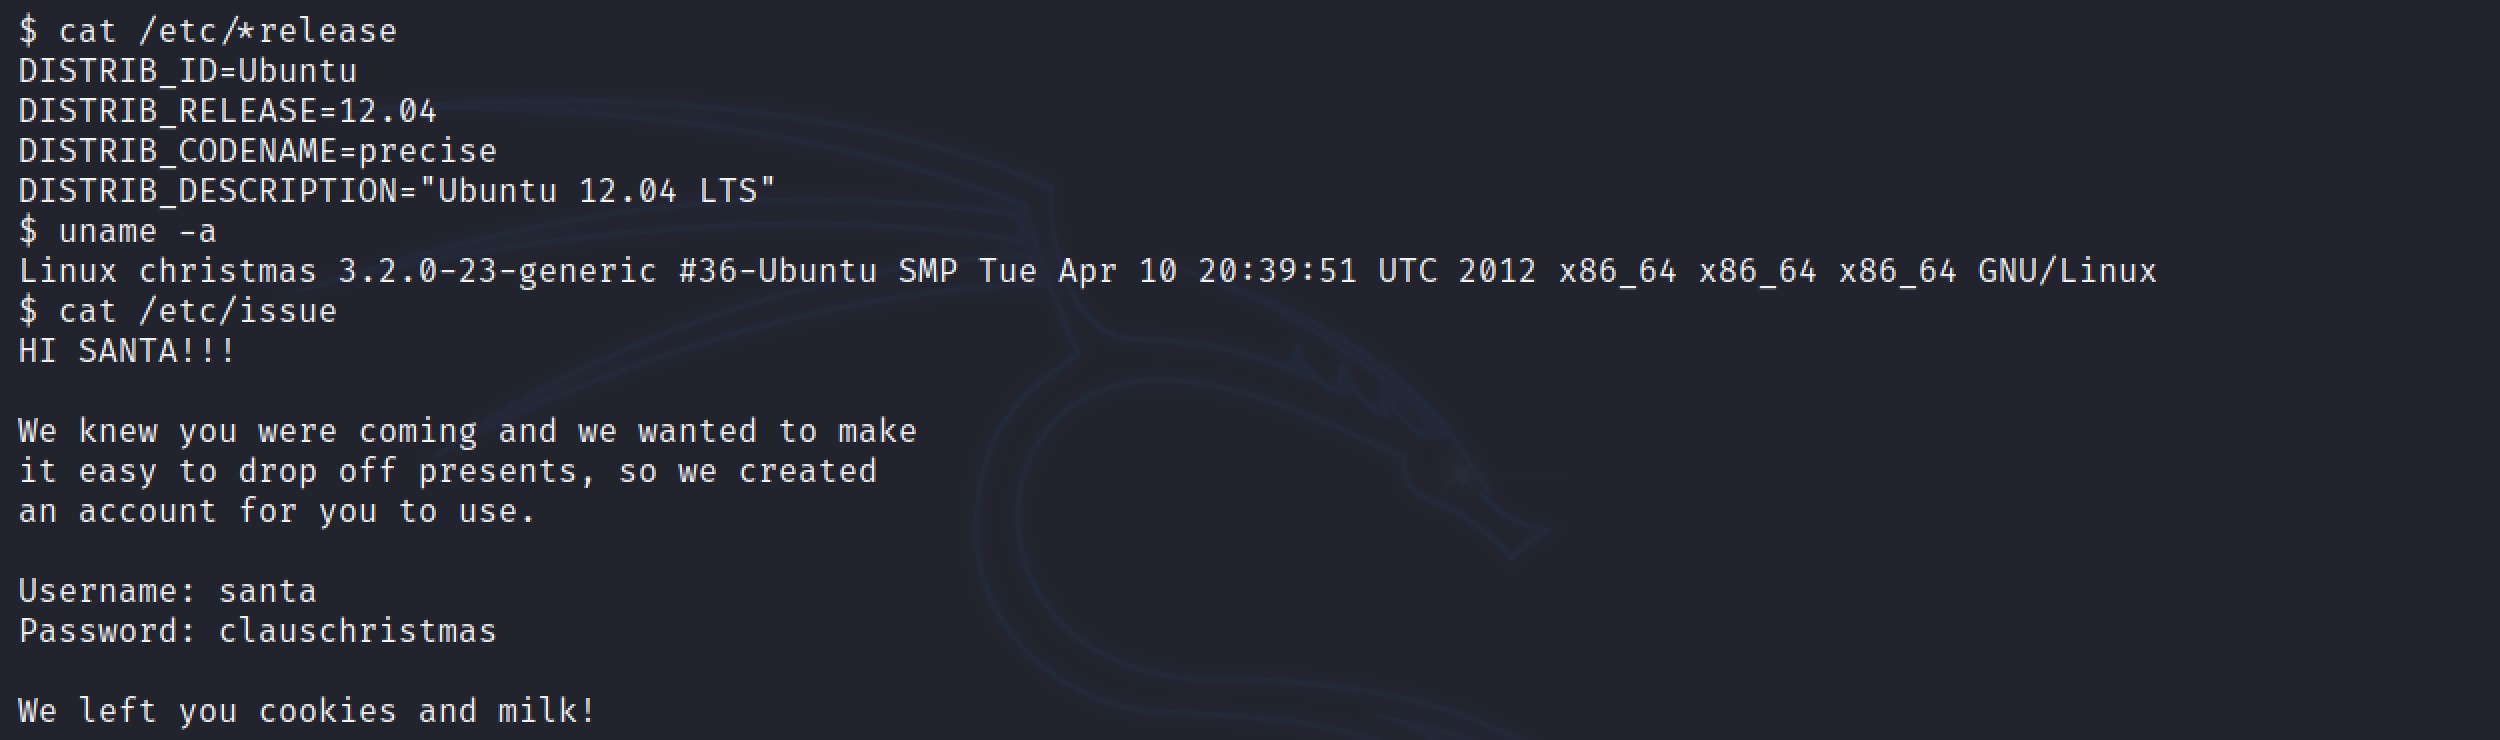 $ cat /etc/*release
DISTRIB_ID=Ubuntu
DISTRIB_RELEASE=12.04
DISTRIB_CODENAME=precise
DISTRIB_DESCRIPTION="Ubuntu 12.04 LTS"
$ uname -a
Linux christmas 3.2.0-23-generic #36-Ubuntu SMP Tue Apr 10 20:39:51 UTC 2012 x86_64 x86_64 x86_64 GNU/Linux
$ cat /etc/issue
HI SANTA!!!
We knew you were coming and we wanted to make
it easy to drop off presents, so we created
an account for you to use.
Username: santa
Password: clauschristmas
We left you cookies and milk!